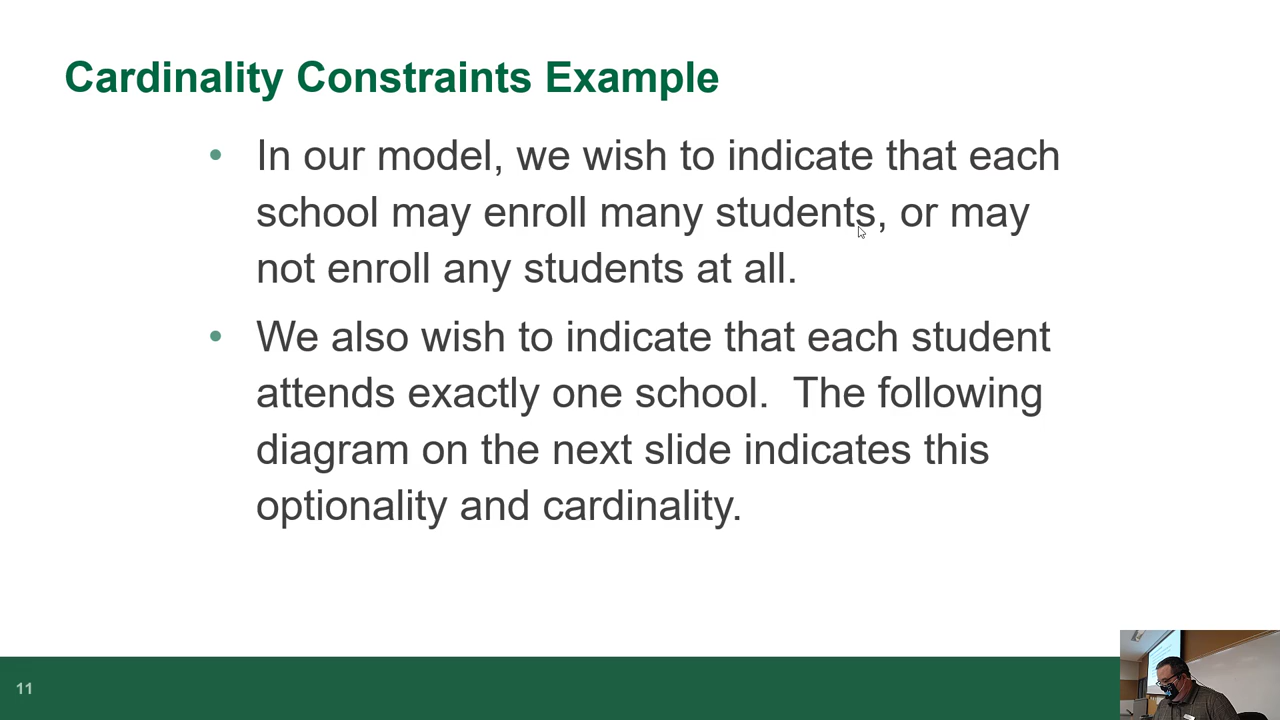 Cardinality Constraints Example
• In our model, we wish to indicate that each
school may enroll many students, or may
not enroll any students at all.
• We also wish to indicate that each student
attends exactly one school.  The following
diagram on the next slide indicates this
optionality and cardinality.
11